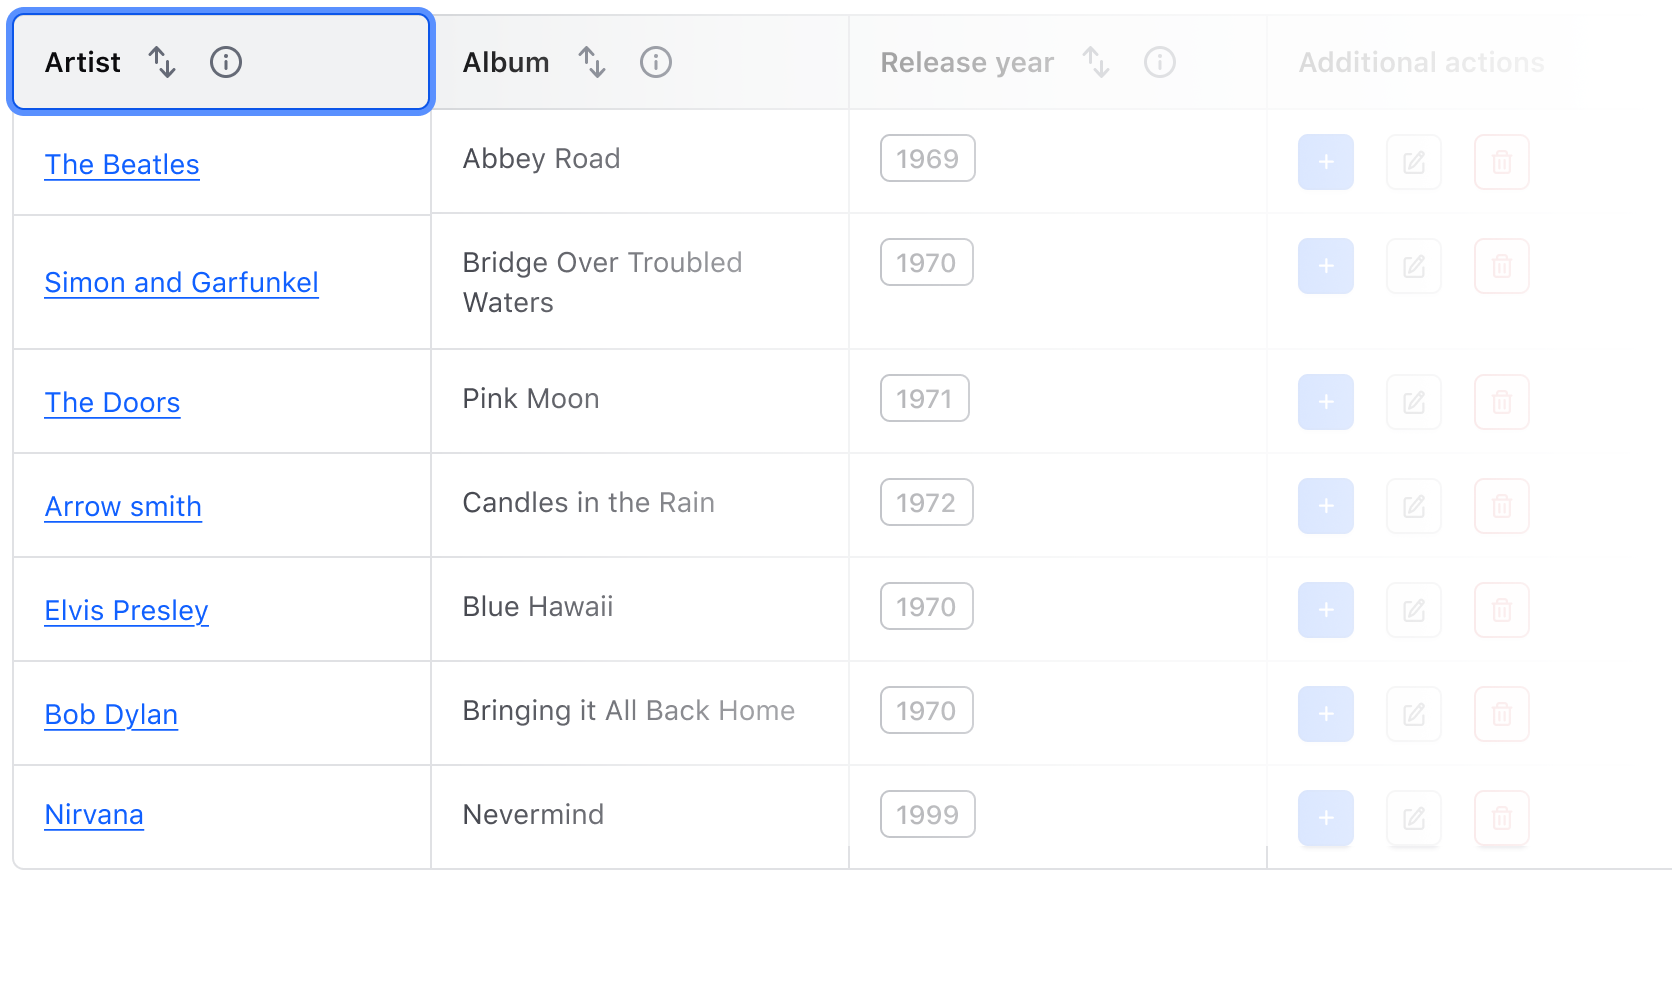 Artist Album Release year Additional actions
The Beatles Abbey Road 1969
Simon and Garfunkel Bridge Over Troubled 1970
Waters
The Doors Pink Moon 1971
Arrow smith Candles in the Rain 1972
Elvis Presley Blue Hawaii 1970
Bob Dylan Bringing it All Back Home 1970
Nirvana Nevermind 1999